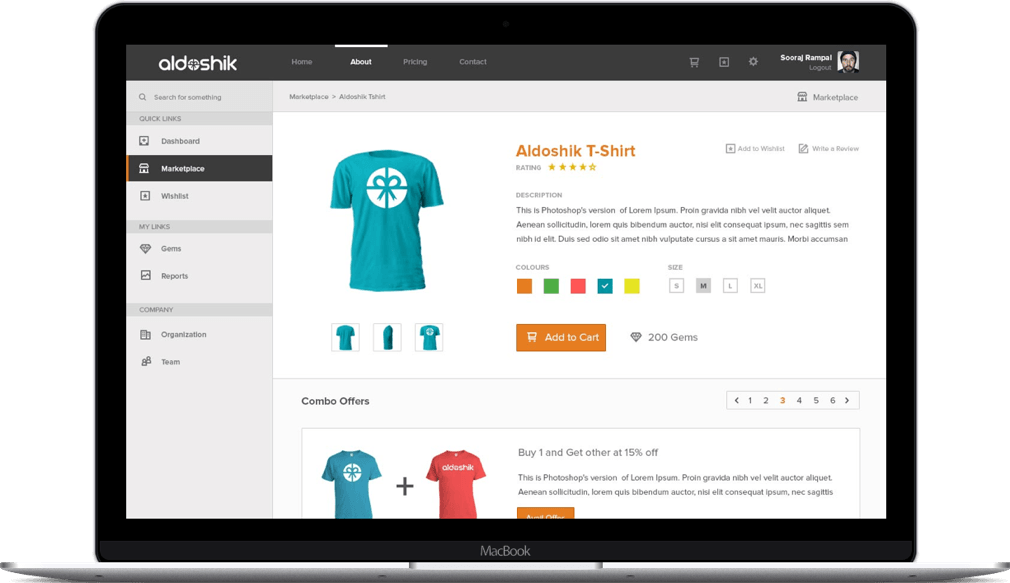 aldoshik
Home
About
Pricing
Contact
Sooraj Rampal
Logout
Search for something
Marketplace > Aldoshik Tshirt
Marketplace
QUICK LINKS
Dashboard
Marketplace
Wishlist
MY LINKS
Gems
Reports
COMPANY
Organization
Team
Aldoshik T-Shirt
Add to Wishlist
Write a Review
RATING
DESCRIPTION
This is Photoshop's version of Lorem Ipsum. Proin gravida nibh vel velit auctor aliquet.
Aenean sollicitudin, lorem quis bibendum auctor, nisi elit consequat ipsum, nec sagittis sem
nibh id elit. Duis sed odio sit amet nibh vulputate cursus a sit amet mauris. Morbi accumsan
COLOURS
SIZE
S
M
L
XL
Add to Cart
200 Gems
Combo Offers
< 1 2 3 4 5 6 >
aldoshik
+
Buy 1 and Get other at 15% off
This is Photoshop's version of Lorem Ipsum. Proin gravida nibh vel velit auctor aliquet.
Aenean sollicitudin, lorem quis bibendum auctor, nisi elit consequat ipsum, nec sagittis
Avail Offer
MacBook